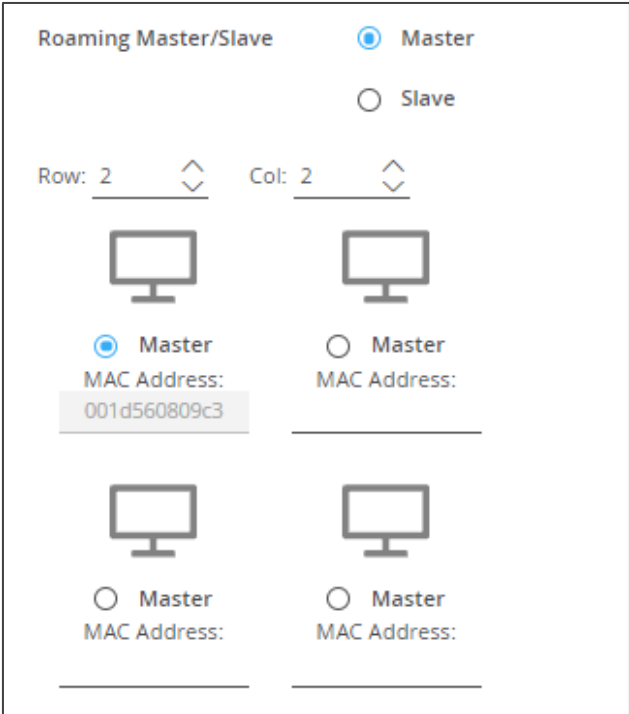 Roaming Master/Slave
Master
Slave
Row: 2 Col: 2
Master Master
MAC Address: MAC Address:
001d560809c3
Master Master
MAC Address: MAC Address: